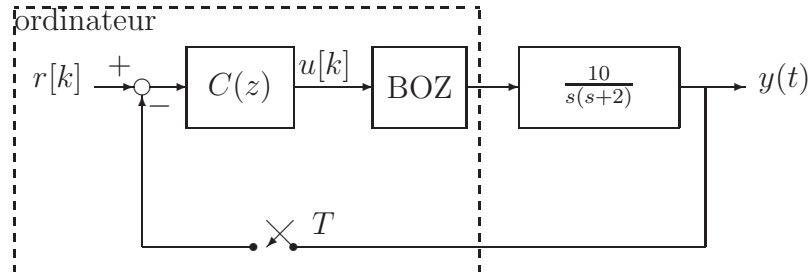 ordinateur
r[k] + − C(z) u[k] BOZ 10/s(s+2) y(t)
T